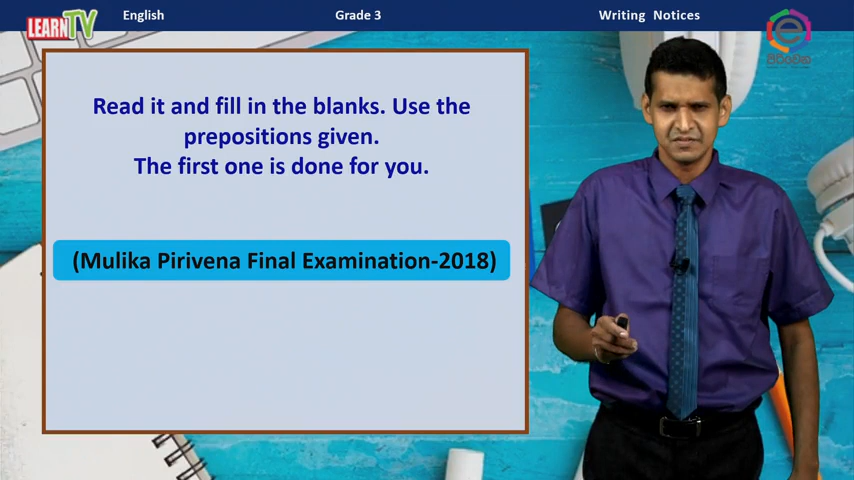 LEARN TV
English
Grade 3
Writing Notices
Read it and fill in the blanks. Use the
prepositions given.
The first one is done for you.
(Mulika Pirivena Final Examination-2018)